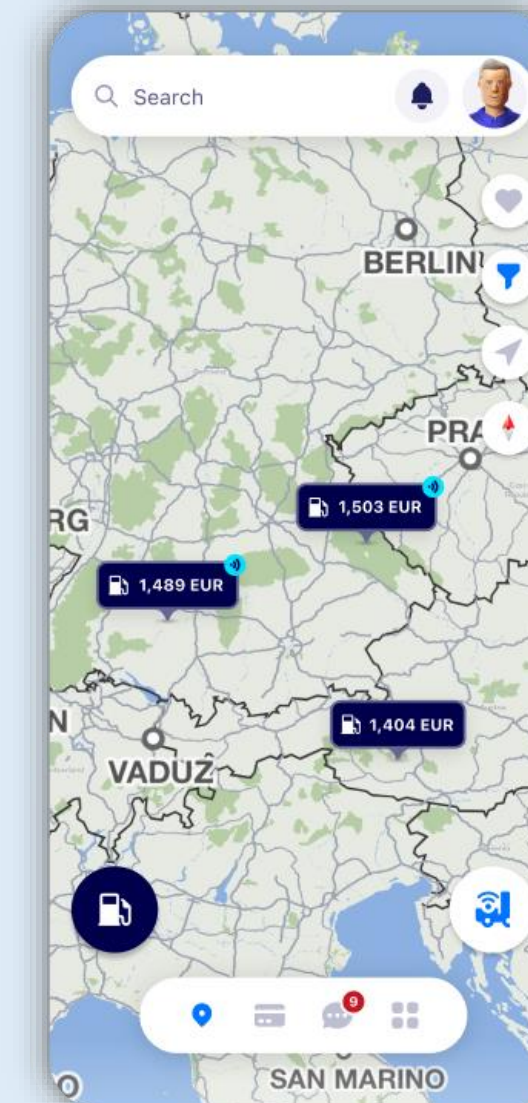 Search
BERLIN
PRA
1,503 EUR
RG
1,489 EUR
N
1,404 EUR
VADUZ
9
SAN MARINO
O